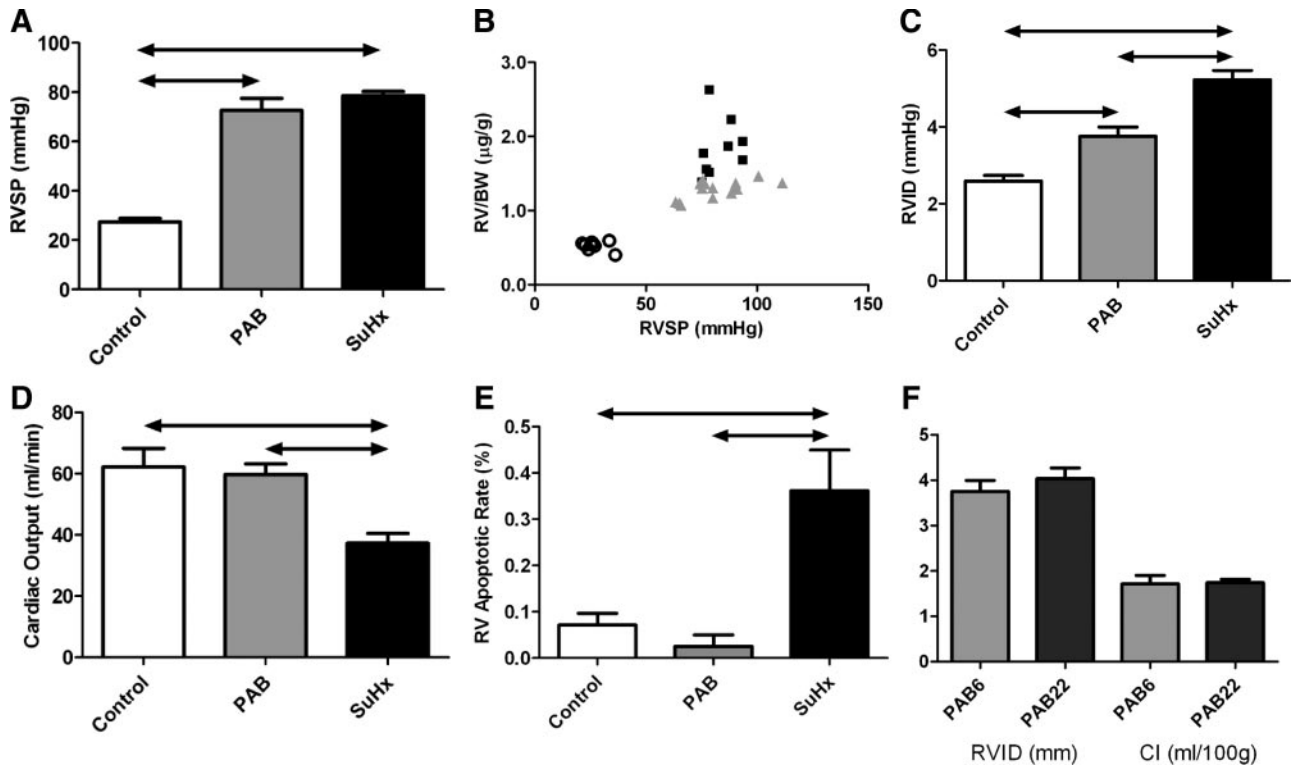 A
RVSP (mmHg)
100
80
60
40
20
0
Control
PAB
SuHx
B
RV/BW (µg/g)
3.0
2.0
1.0
0.0
0
50
100
150
RVSP (mmHg)
C
RVID (mmHg)
6
4
2
0
Control
PAB
SuHx
D
Cardiac Output (ml/min)
80
60
40
20
0
Control
PAB
SuHx
E
RV Apoptotic Rate (%)
0.5
0.4
0.3
0.2
0.1
0.0
Control
PAB
SuHx
F
5
4
3
2
1
0
PAB6
PAB22
PAB6
PAB22
RVID (mm)
CI (ml/100g)